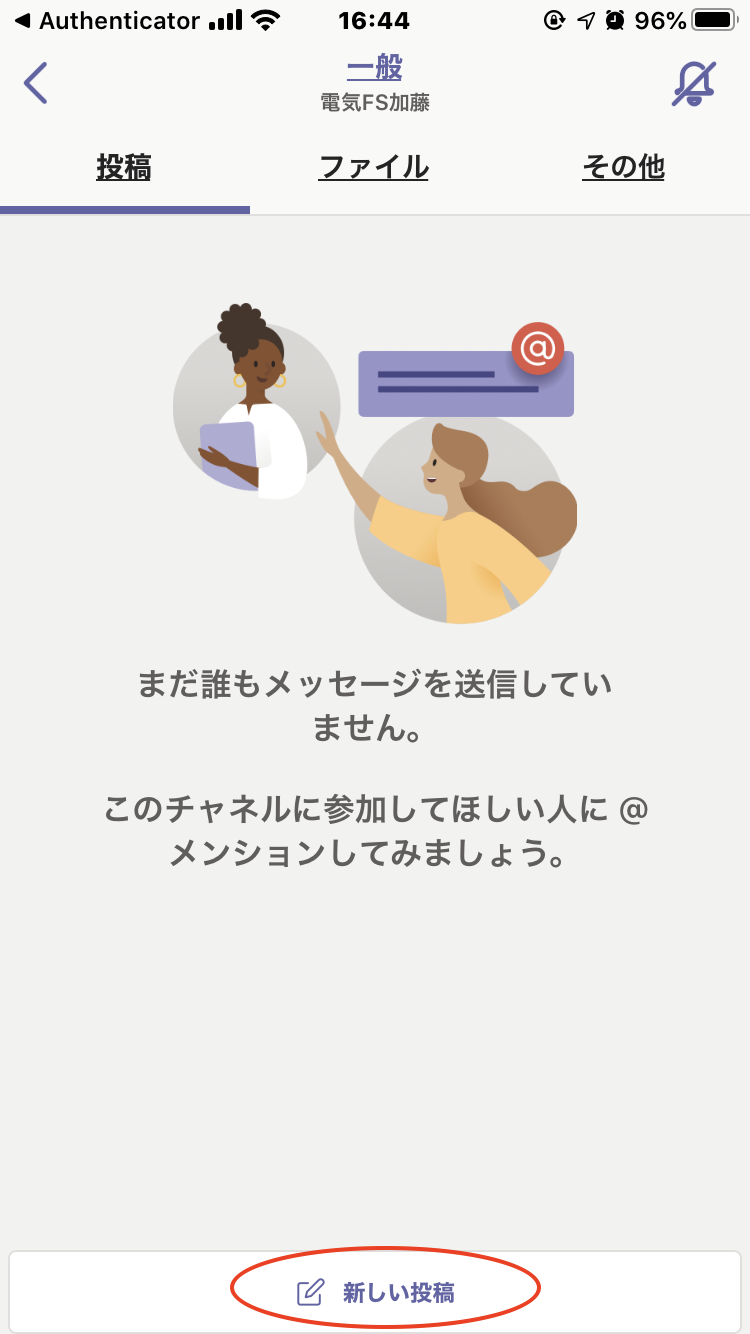 ◀ Authenticator 16:44 96%
一般
電気FS加藤
投稿 ファイル その他
@
まだ誰もメッセージを送信してい
ません。
このチャネルに参加してほしい人に @
メンションしてみましょう。
新しい投稿